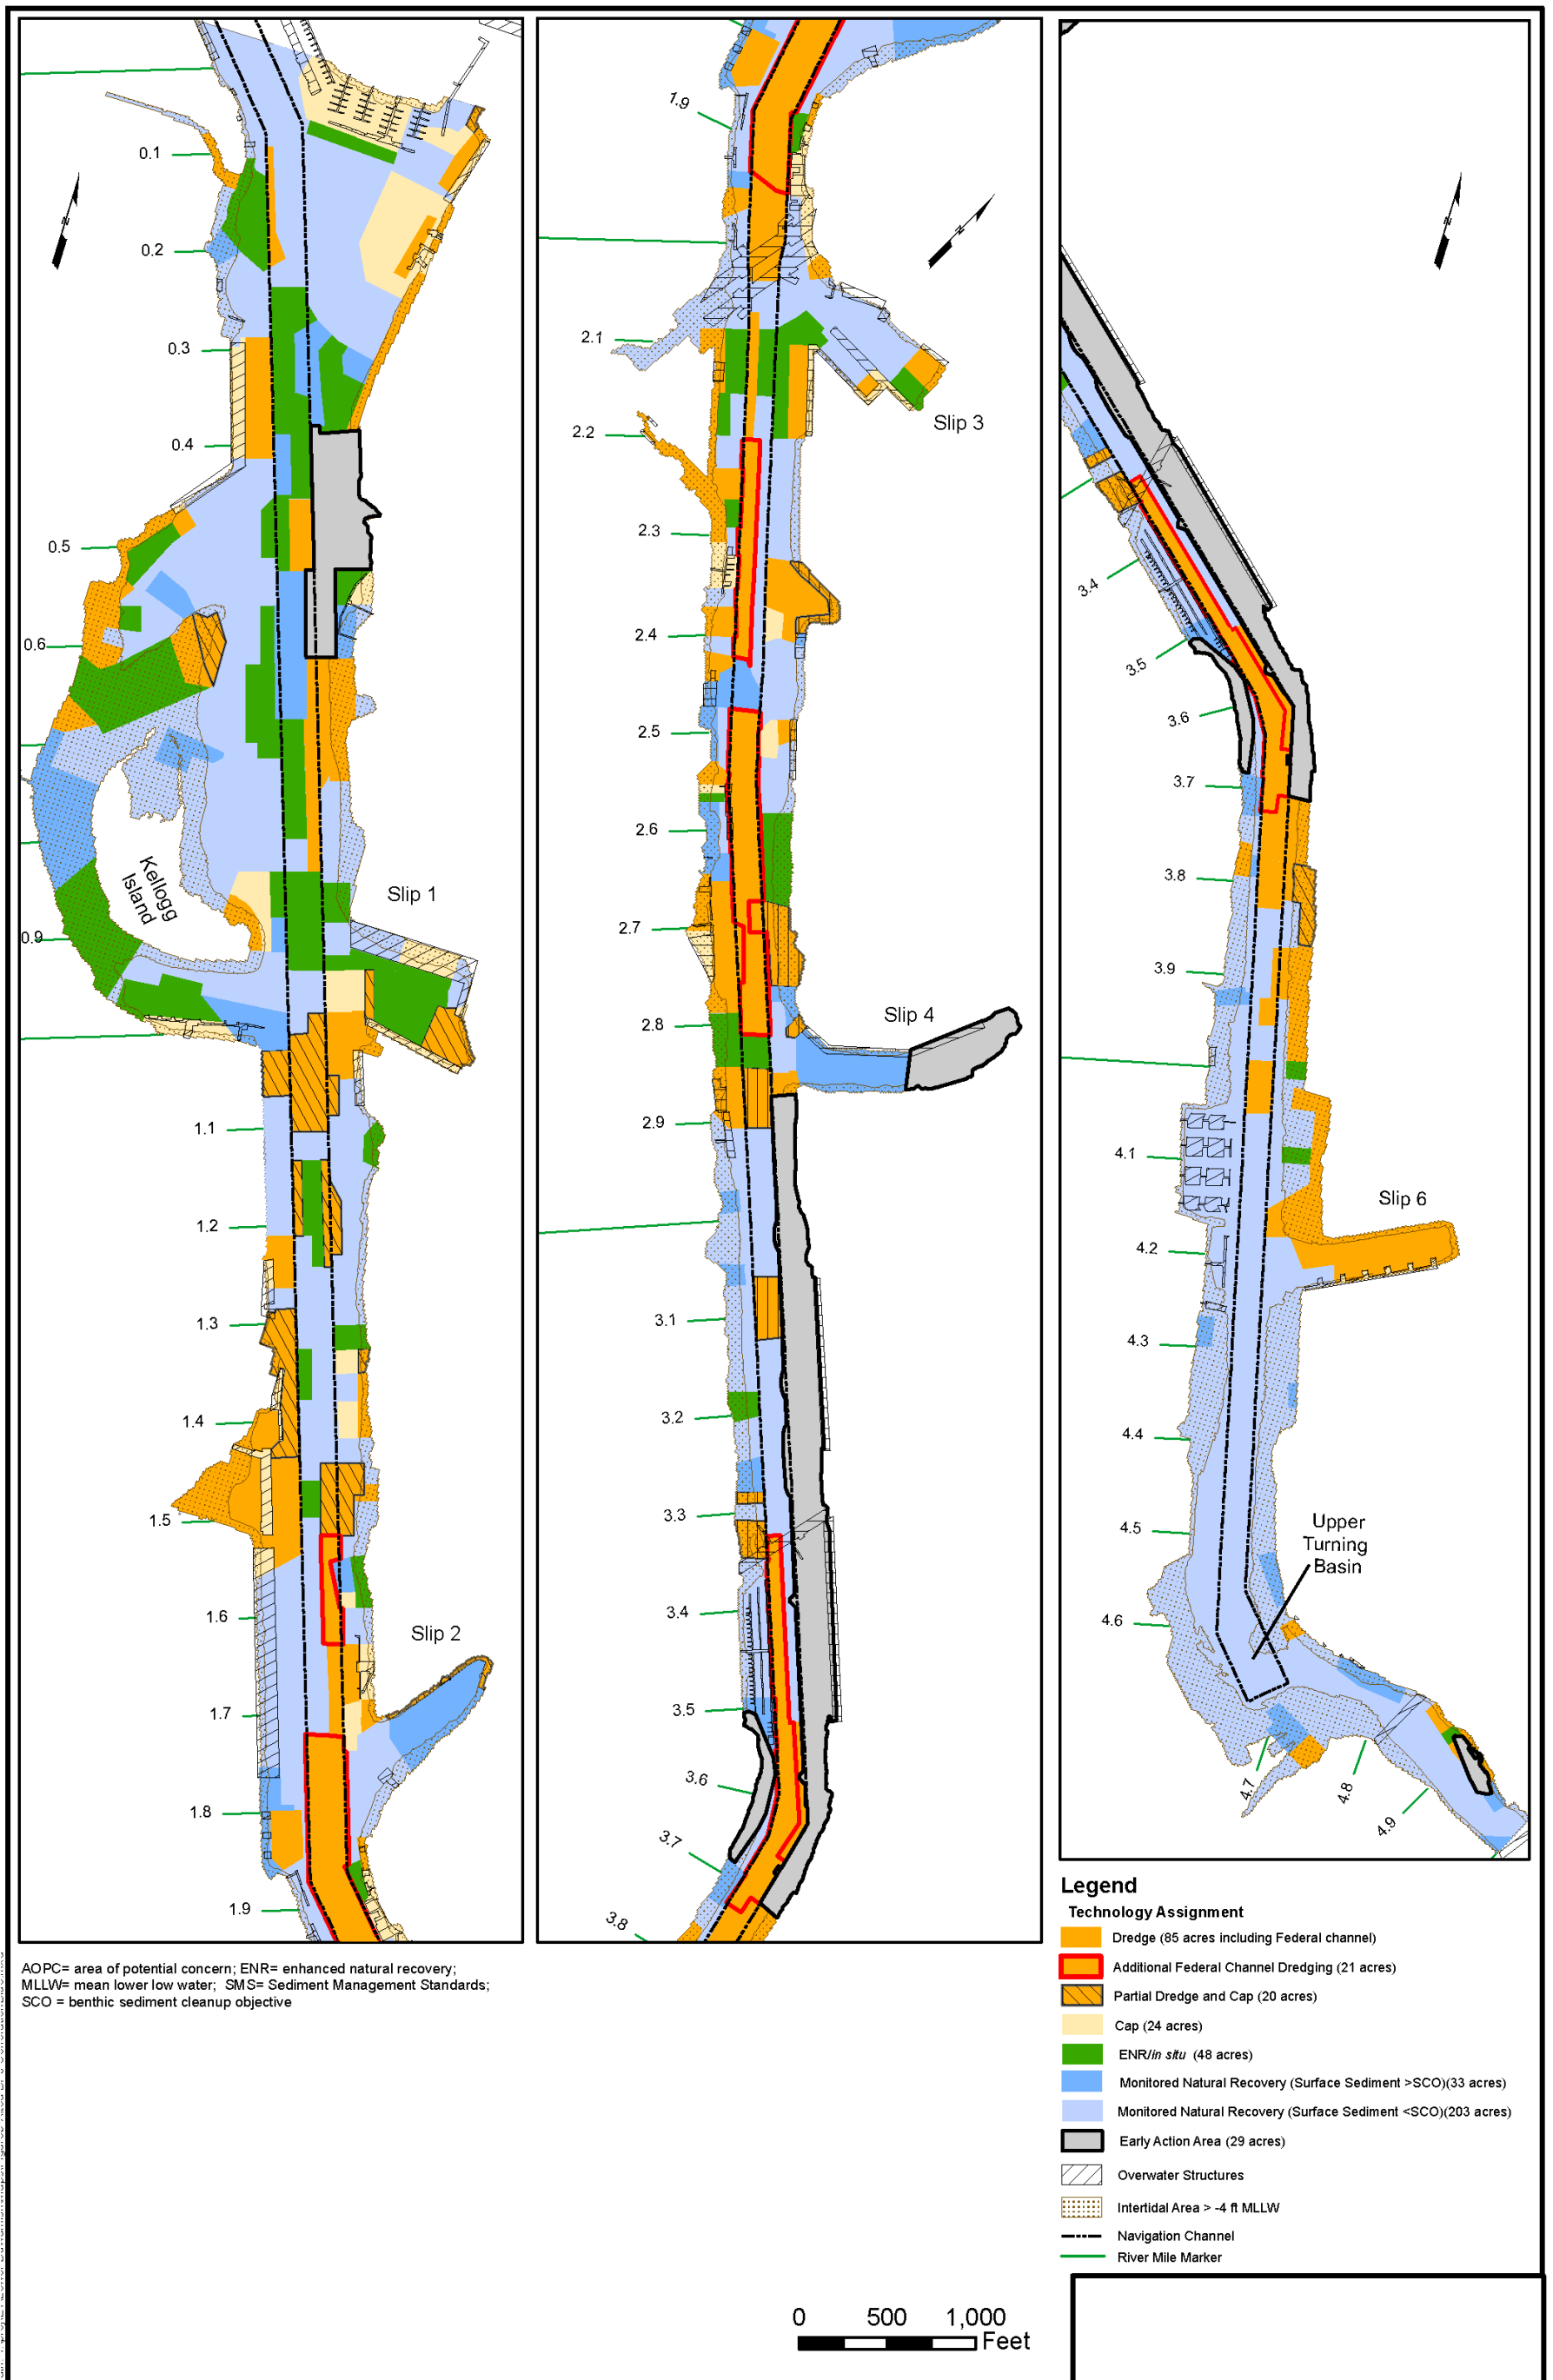 0.1
0.2
0.3
0.4
0.5
0.6
Kellogg
Island
0.9
Slip 1
1.1
1.2
1.3
1.4
1.5
1.6
Slip 2
1.7
1.8
1.9
1.9
2.1
Slip 3
2.2
2.3
2.4
2.5
2.6
2.7
Slip 4
2.8
2.9
3.1
3.2
3.3
3.4
3.5
3.6
3.7
3.8
3.4
3.5
3.6
3.7
3.8
3.9
4.1
Slip 6
4.2
4.3
4.4
4.5
Upper
Turning
Basin
4.6
4.7
4.8
4.9
N
N
N
AOPC= area of potential concern; ENR= enhanced natural recovery;
MLLW= mean lower low water; SMS= Sediment Management Standards;
SCO = benthic sediment cleanup objective
Legend
Technology Assignment
Dredge (85 acres including Federal channel)
Additional Federal Channel Dredging (21 acres)
Partial Dredge and Cap (20 acres)
Cap (24 acres)
ENR/in situ (48 acres)
Monitored Natural Recovery (Surface Sediment >SCO)(33 acres)
Monitored Natural Recovery (Surface Sediment <SCO)(203 acres)
Early Action Area (29 acres)
Overwater Structures
Intertidal Area > -4 ft MLLW
Navigation Channel
River Mile Marker
0 500 1,000
Feet